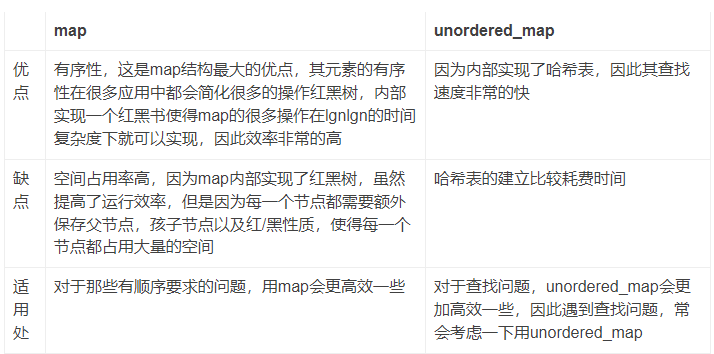 map unordered_map
优 有序性，这是map结构最大的优点，其元素的有序 因为内部实现了哈希表，因此其查找
点 性在很多应用中都会简化很多的操作红黑树，内部 速度非常的快
实现一个红黑书使得map的很多操作在lgnlgn的时间
复杂度下就可以实现，因此效率非常的高
缺 空间占用率高，因为map内部实现了红黑树，虽然 哈希表的建立比较耗费时间
点 提高了运行效率，但是因为每一个节点都需要额外
保存父节点，孩子节点以及红/黑性质，使得每一个
节点都占用大量的空间
适 对于那些有顺序要求的问题，用map会更高效一些 对于查找问题，unordered_map会更
用 加高效一些，因此遇到查找问题，常
处 会考虑一下用unordered_map